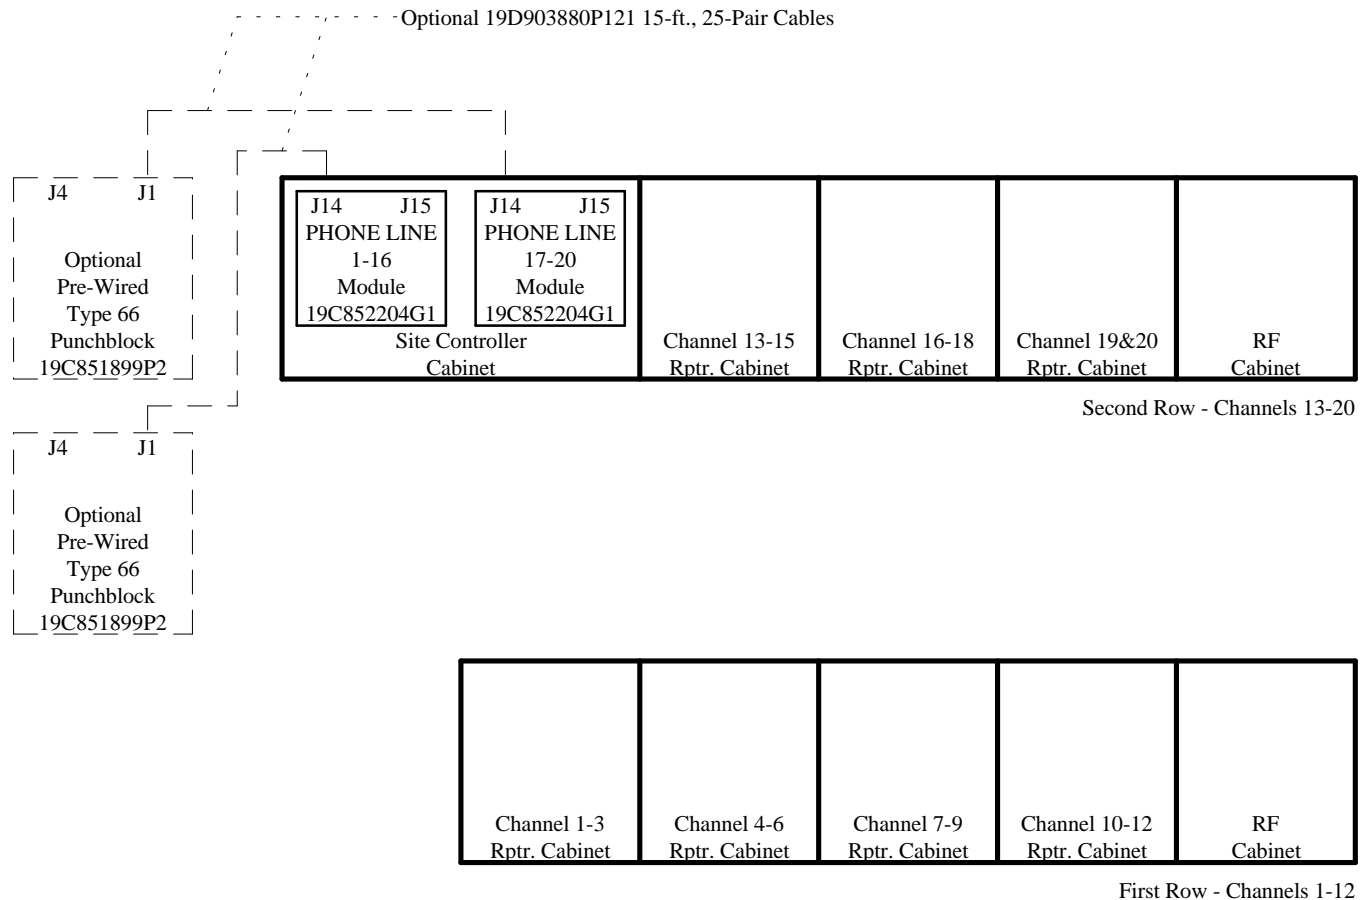 Optional 19D903880P121 15-ft., 25-Pair Cables
J4 J1
Optional
Pre-Wired
Type 66
Punchblock
19C851899P2
J14 J15
PHONE LINE
1-16
Module
19C852204G1
J14 J15
PHONE LINE
17-20
Module
19C852204G1
Site Controller
Cabinet
Channel 13-15
Rptr. Cabinet
Channel 16-18
Rptr. Cabinet
Channel 19&20
Rptr. Cabinet
RF
Cabinet
Second Row - Channels 13-20
J4 J1
Optional
Pre-Wired
Type 66
Punchblock
19C851899P2
Channel 1-3
Rptr. Cabinet
Channel 4-6
Rptr. Cabinet
Channel 7-9
Rptr. Cabinet
Channel 10-12
Rptr. Cabinet
RF
Cabinet
First Row - Channels 1-12